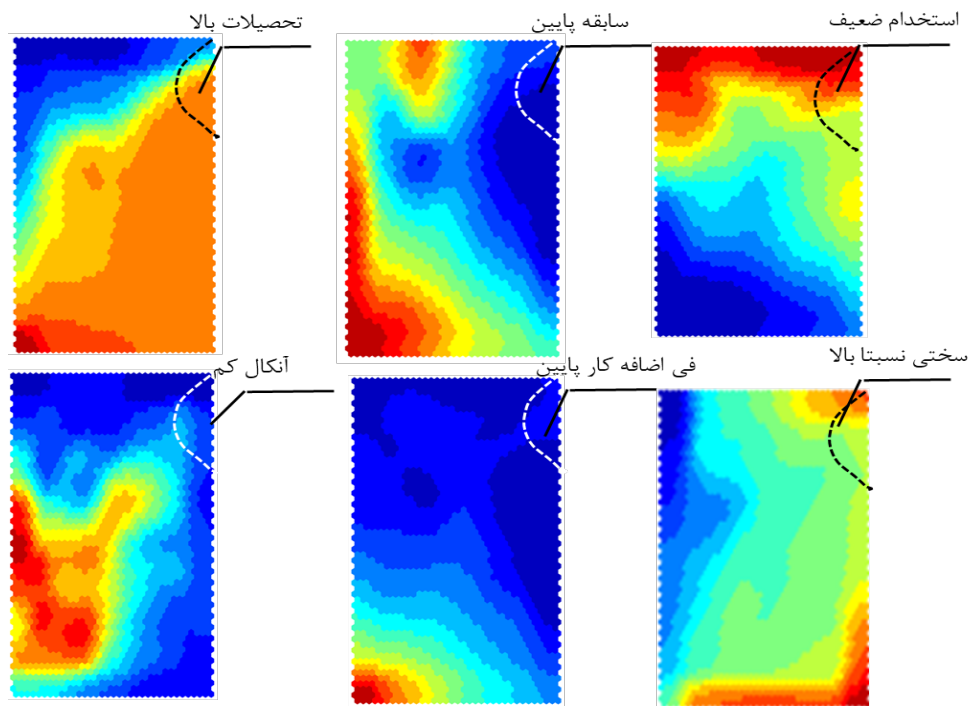 استخدام ضعیف
سابقه پایین
تحصیلات بالا
سختی نسبتا بالا
فی اضافه کار پایین
آنکال کم